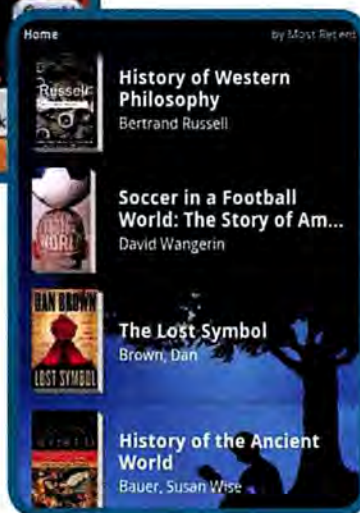 Home
by Most Recent
Russell
History of Western
Philosophy
Bertrand Russell
WORLD
Soccer in a Football
World: The Story of Am...
David Wangerin
DAN BROWN
LOST SYMBOL
The Lost Symbol
Brown, Dan
WORLD
History of the Ancient
World
Bauer, Susan Wise